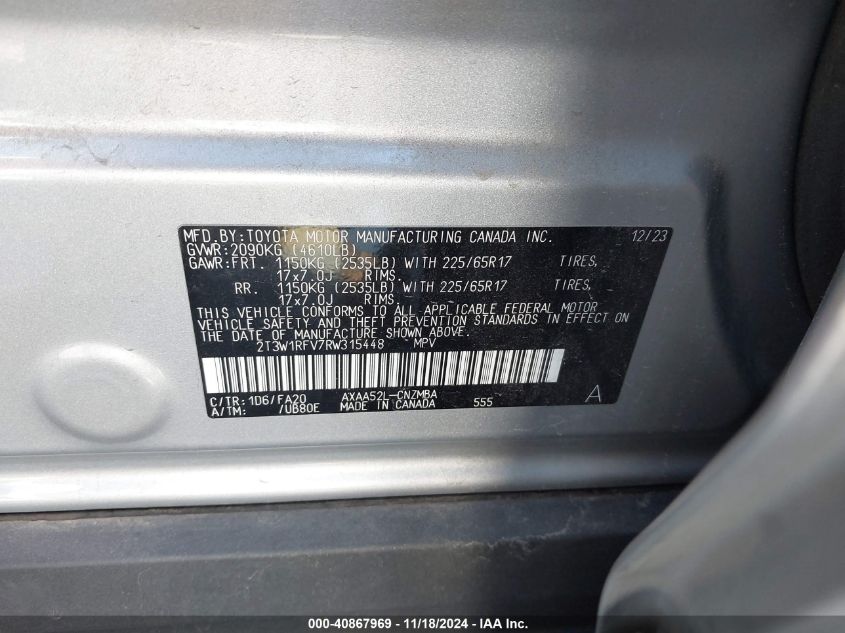 MFD. BY: TOYOTA MOTOR MANUFACTURING CANADA INC. 12/23
GVWR: 2090KG (4610LB)
GAWR: FRT. 1150KG (2535LB) WITH 225/65R17 TIRES,
17x7.0J RIMS,
RR. 1150KG (2535LB) WITH 225/65R17 TIRES,
17x7.0J RIMS,
THIS VEHICLE CONFORMS TO ALL APPLICABLE FEDERAL MOTOR
VEHICLE SAFETY AND THEFT PREVENTION STANDARDS IN EFFECT ON
THE DATE OF MANUFACTURE SHOWN ABOVE.
2T3W1RFV7RW315448 MPV
C/TR: 1D6/FA20 AXAA52L-CNZMBA A
A/TM: /UB80E MADE IN CANADA 555
000-40867969 - 11/18/2024 - IAA Inc.